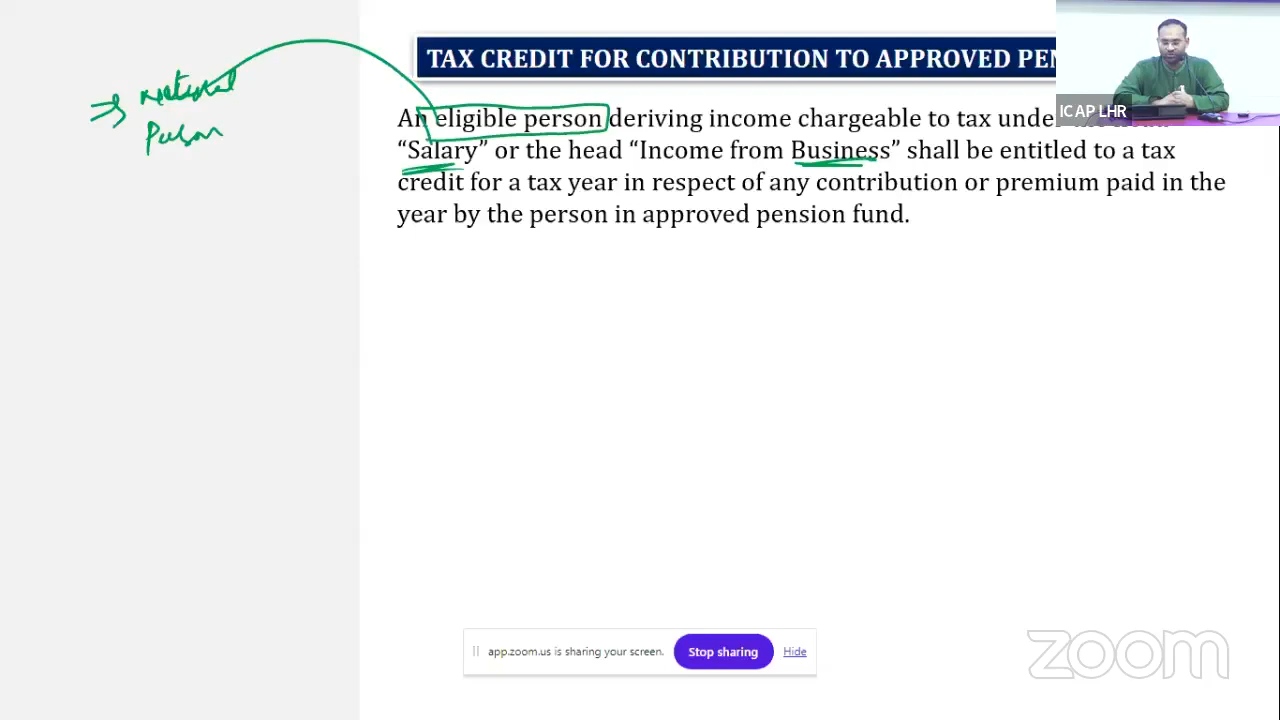 TAX CREDIT FOR CONTRIBUTION TO APPROVED PEN
ICAP LHR
natural
Person
An eligible person deriving income chargeable to tax under
“Salary” or the head “Income from Business” shall be entitled to a tax
credit for a tax year in respect of any contribution or premium paid in the
year by the person in approved pension fund.
app.zoom.us is sharing your screen. Stop sharing Hide
zoom